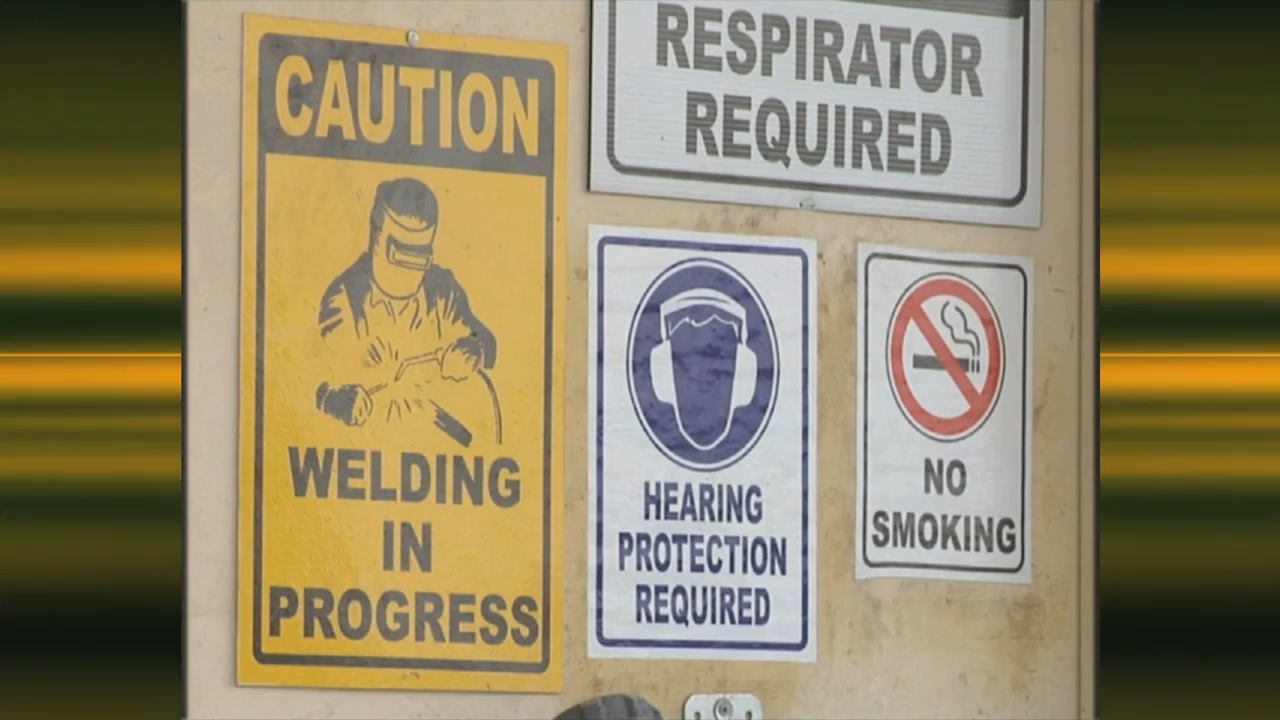 CAUTION
WELDING
IN
PROGRESS
RESPIRATOR
REQUIRED
HEARING
PROTECTION
REQUIRED
NO
SMOKING